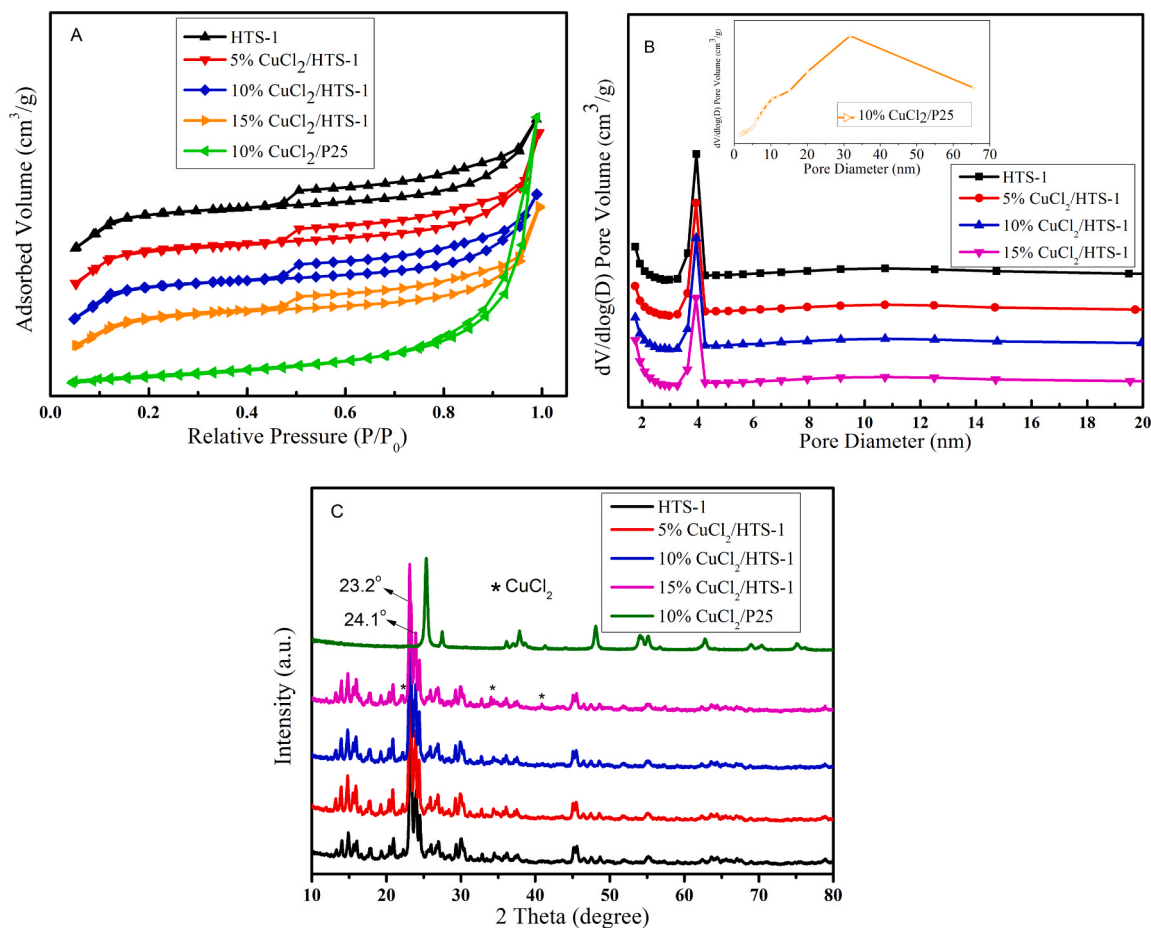 A
HTS-1
5% CuCl2/HTS-1
10% CuCl2/HTS-1
15% CuCl2/HTS-1
10% CuCl2/P25
Adsorbed Volume (cm3/g)
0.0 0.2 0.4 0.6 0.8 1.0
Relative Pressure (P/P0)
B
dV/dlog(D) Pore Volume (cm3/g)
10% CuCl2/P25
0 10 20 30 40 50 60 70
Pore Diameter (nm)
HTS-1
5% CuCl2/HTS-1
10% CuCl2/HTS-1
15% CuCl2/HTS-1
dV/dlog(D) Pore Volume (cm3/g)
2 4 6 8 10 12 14 16 18 20
Pore Diameter (nm)
C
HTS-1
5% CuCl2/HTS-1
10% CuCl2/HTS-1
15% CuCl2/HTS-1
10% CuCl2/P25
23.2o
* CuCl2
24.1o
* * *
Intensity (a.u.)
10 20 30 40 50 60 70 80
2 Theta (degree)